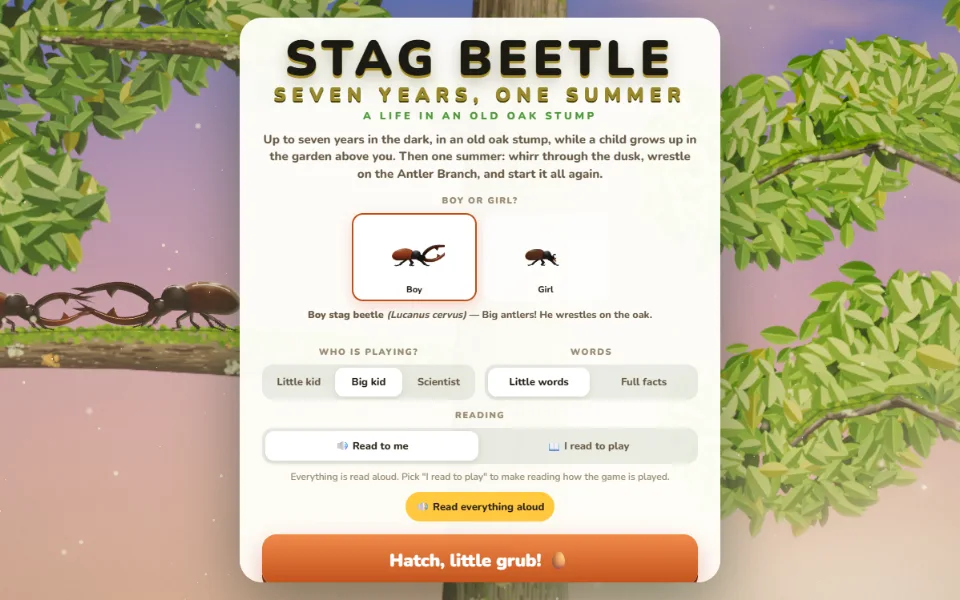 STAG BEETLE
SEVEN YEARS, ONE SUMMER
A LIFE IN AN OLD OAK STUMP
Up to seven years in the dark, in an old oak stump, while a child grows up in
the garden above you. Then one summer: whirr through the dusk, wrestle
on the Antler Branch, and start it all again.
BOY OR GIRL?
Boy
Girl
Boy stag beetle (Lucanus cervus) — Big antlers! He wrestles on the oak.
WHO IS PLAYING?
Little kid
Big kid
Scientist
WORDS
Little words
Full facts
READING
Read to me
I read to play
Everything is read aloud. Pick "I read to play" to make reading how the game is played.
Read everything aloud
Hatch, little grub!